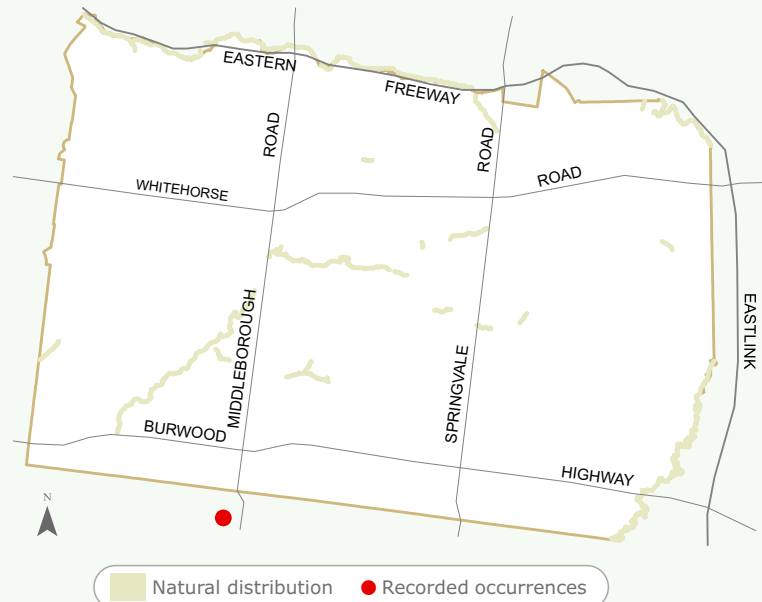 EASTERN
FREEWAY
ROAD
ROAD
WHITEHORSE
ROAD
MIDDLEBOROUGH
SPRINGVALE
EASTLINK
BURWOOD
HIGHWAY
N
Natural distribution
Recorded occurrences